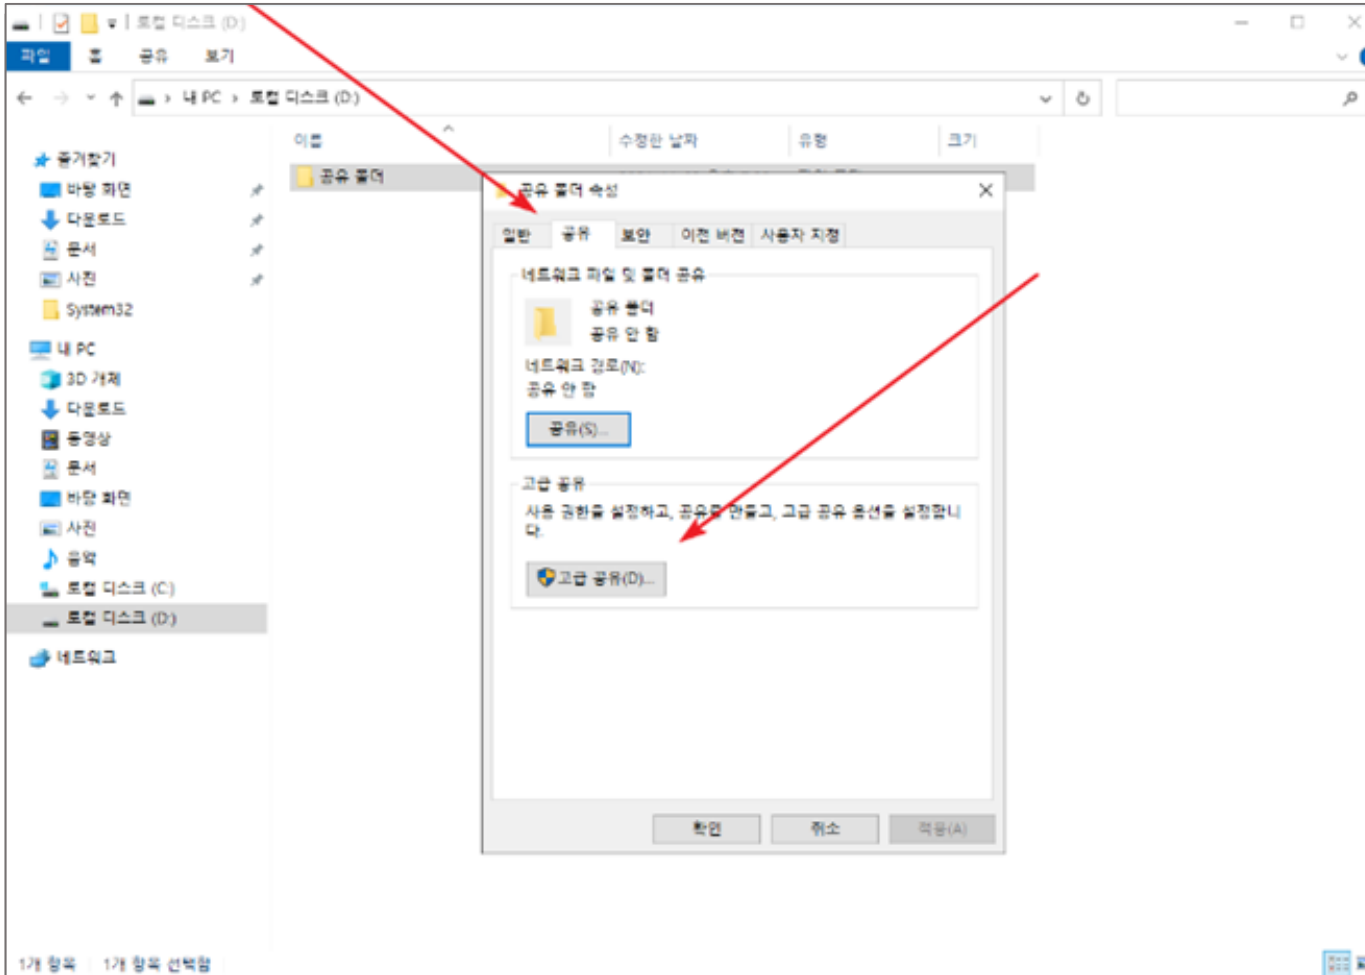 로컬 디스크 (D:)
파일 홈 공유 보기
내 PC 로컬 디스크 (D:)
이름 수정한 날짜 유형 크기
즐겨찾기
바탕 화면
다운로드
문서
사진
System32
내 PC
3D 개체
다운로드
동영상
문서
바탕 화면
사진
음악
로컬 디스크 (C:)
로컬 디스크 (D:)
네트워크
공유 폴더
공유 폴더 속성
일반 공유 보안 이전 버전 사용자 지정
네트워크 파일 및 폴더 공유
공유 폴더
공유 안 함
네트워크 경로(N):
공유 안 함
공유(S)...
고급 공유
사용 권한을 설정하고, 공유를 만들고, 고급 공유 옵션을 설정합니
다.
고급 공유(D)...
확인 취소 적용(A)
1개 항목 1개 항목 선택함